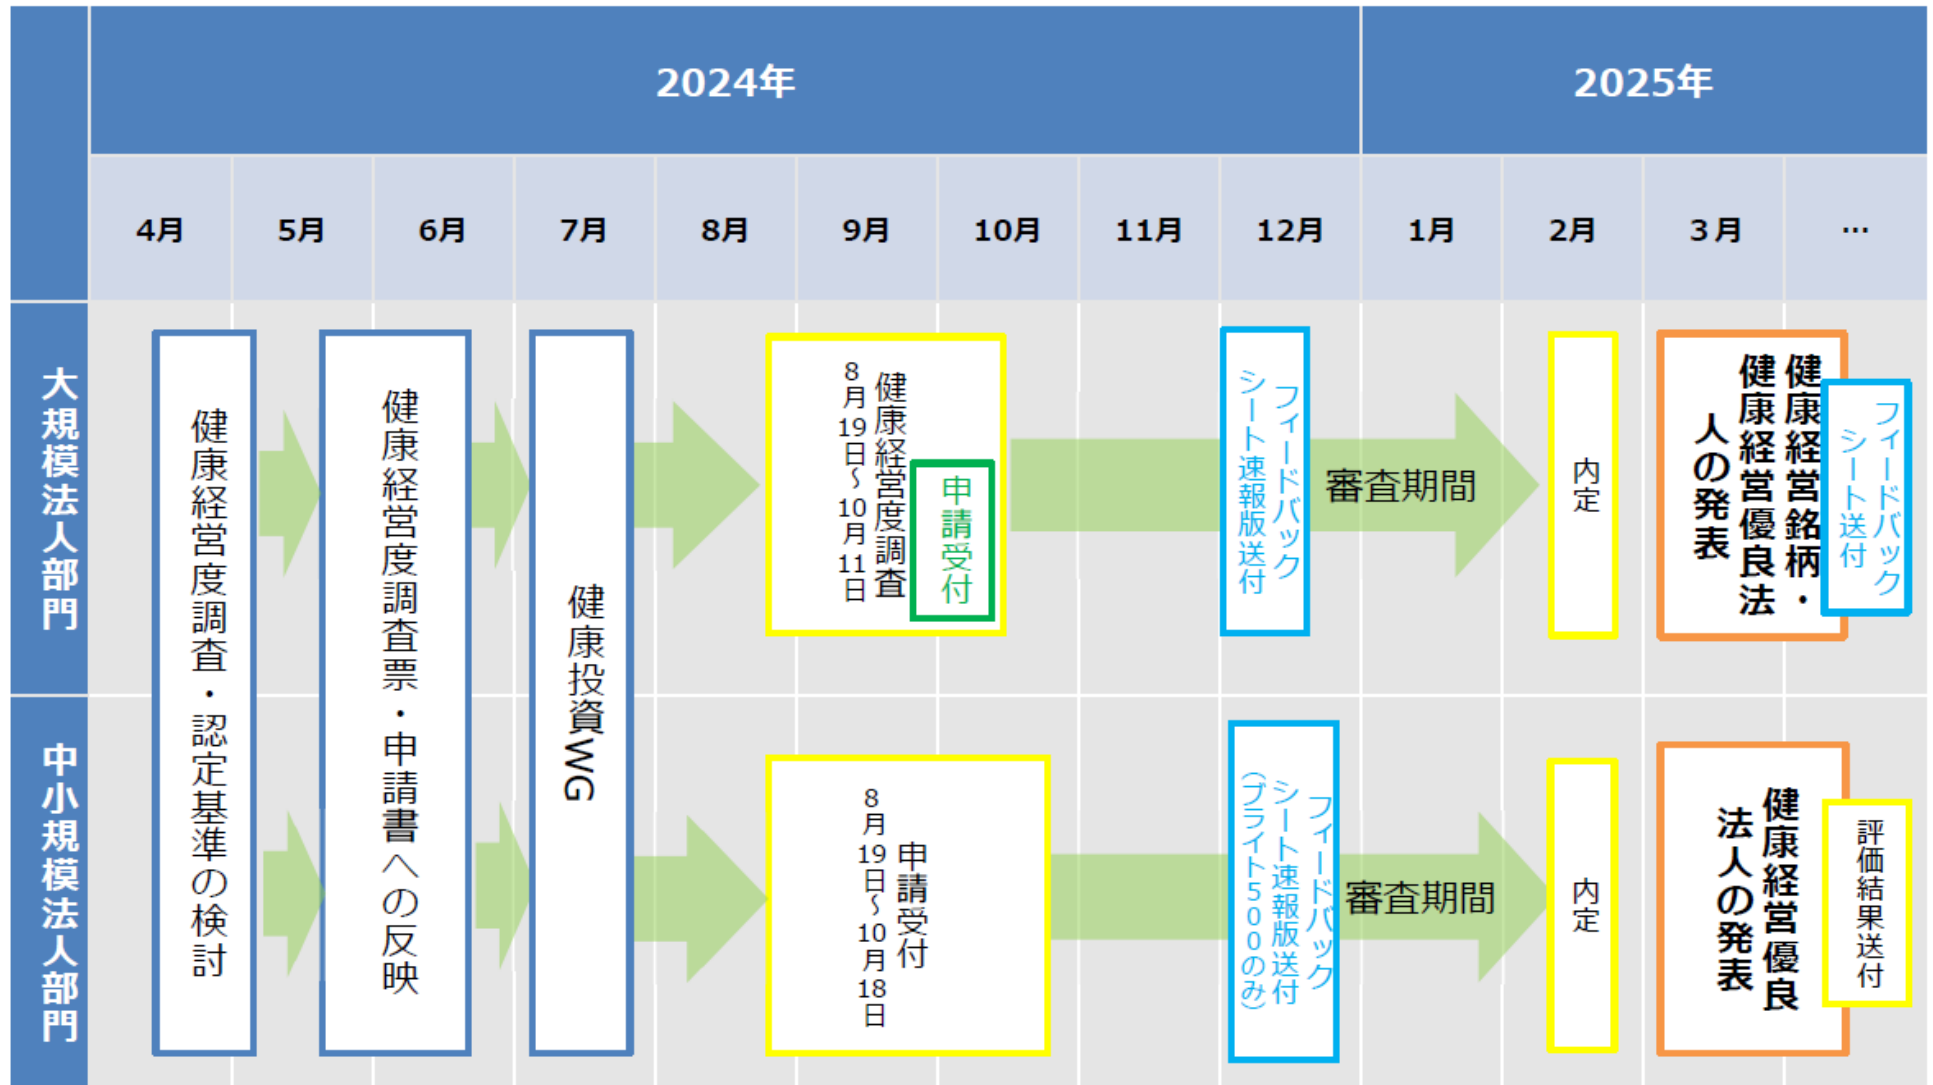 2024年
2025年
4月
5月
6月
7月
8月
9月
10月
11月
12月
1月
2月
３月
…
大規模法人部門
中小規模法人部門
健康経営度調査・認定基準の検討
健康経営度調査票・申請書への反映
健康投資WG
健康経営度調査
8月19日～10月11日
申請受付
フィードバック
シート速報版送付
審査期間
内定
健康経営銘柄・
健康経営優良法
人の発表
フィードバック
シート送付
申請受付
8月19日～10月18日
フィードバック
シート速報版送付
（ブライト500のみ）
審査期間
内定
健康経営優良
法人の発表
評価結果送付